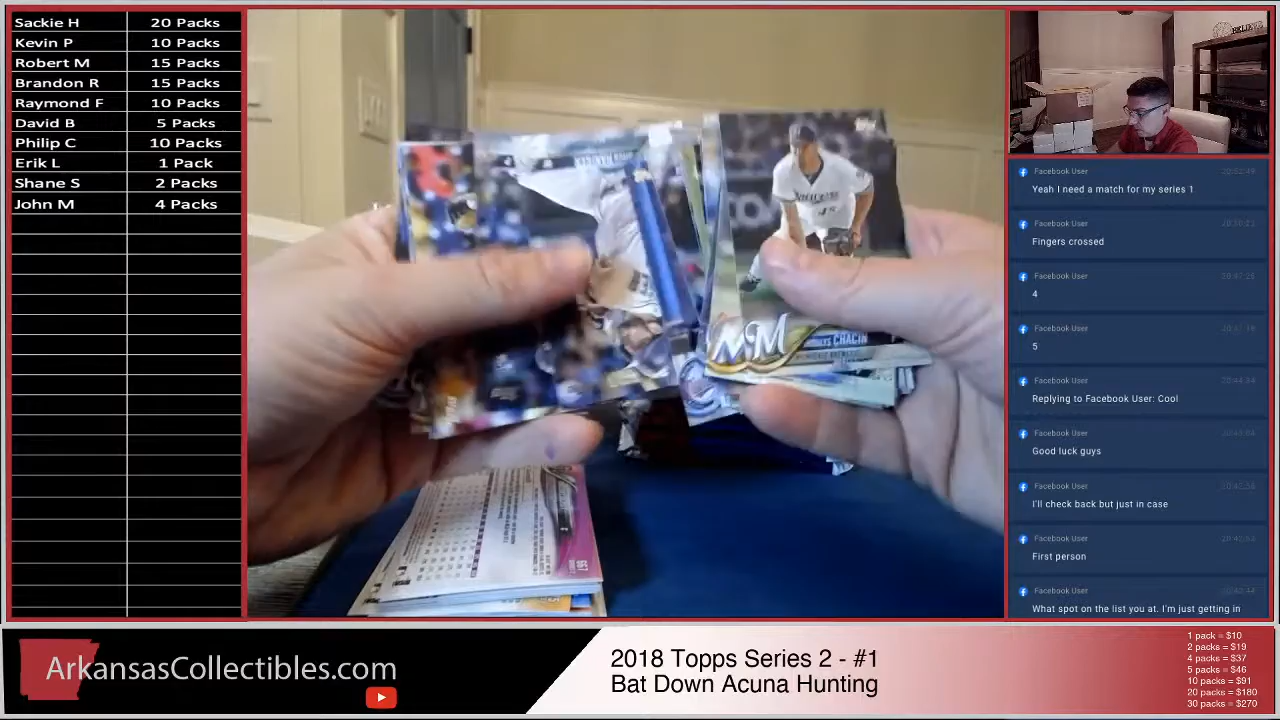 Sackie H 20 Packs
Kevin P 10 Packs
Robert M 15 Packs
Brandon R 15 Packs
Raymond F 10 Packs
David B 5 Packs
Philip C 10 Packs
Erik L 1 Pack
Shane S 2 Packs
John M 4 Packs
CHACIN
Facebook User
Yeah I need a match for my series 1
Facebook User
Fingers crossed
Facebook User
4
Facebook User
5
Facebook User
Replying to Facebook User: Cool
Facebook User
Good luck guys
Facebook User
I'll check back but just in case
Facebook User
First person
Facebook User
What spot on the list you at. I'm just getting in
ArkansasCollectibles.com
2018 Topps Series 2 - #1
Bat Down Acuna Hunting
1 pack = $10
2 packs = $19
4 packs = $37
5 packs = $46
10 packs = $91
20 packs = $180
30 packs = $270